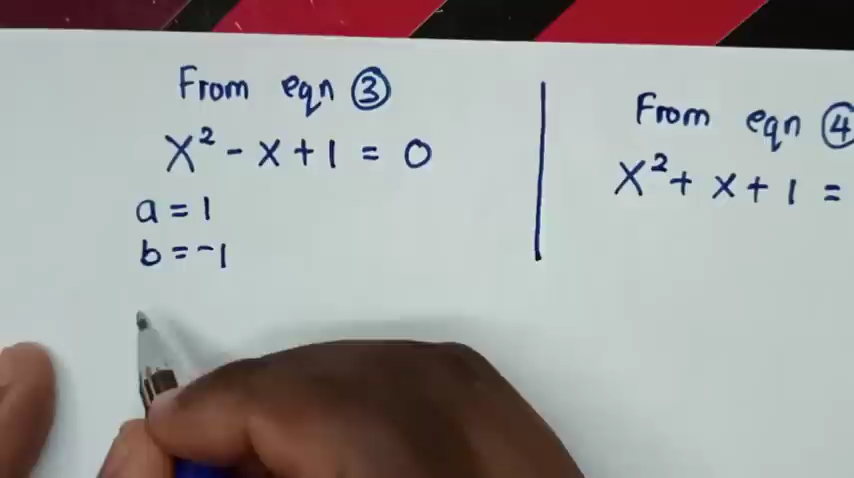 From eqn ③
x² - x + 1 = 0
a = 1
b = -1
From eqn ④
x² + x + 1 =